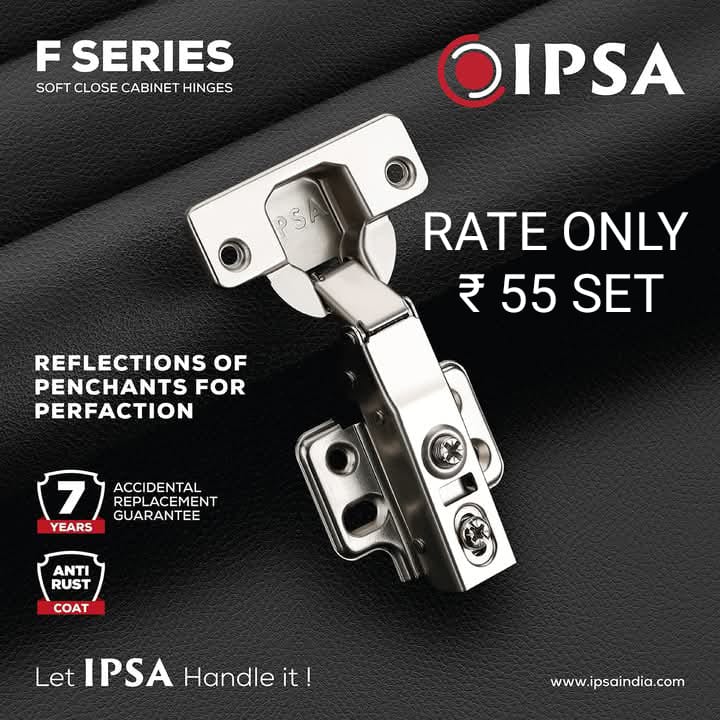 F SERIES
SOFT CLOSE CABINET HINGES
IPSA
IPSA
RATE ONLY
₹ 55 SET
REFLECTIONS OF
PENCHANTS FOR
PERFACTION
7
YEARS
ACCIDENTAL
REPLACEMENT
GUARANTEE
ANTI
RUST
COAT
Let IPSA Handle it !
www.ipsaindia.com